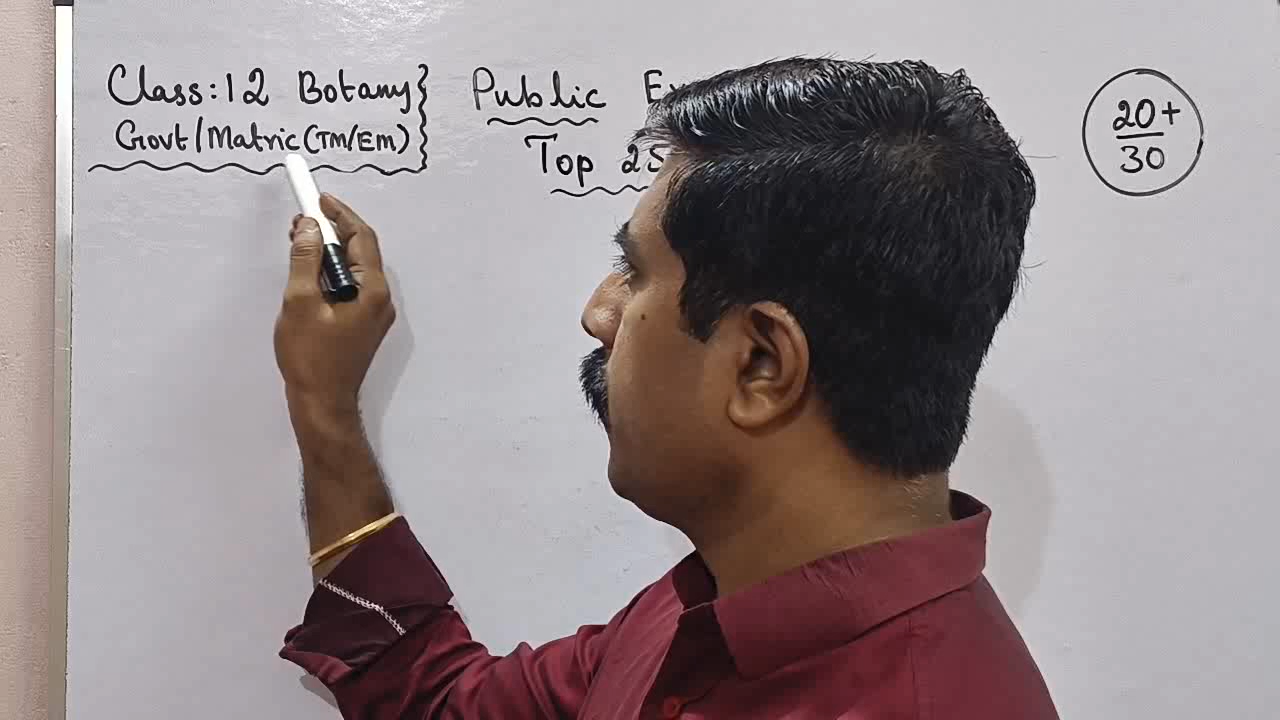 Class:12 Botany
Govt/Matric(TM/EM)
Public
Top 25
20+
30